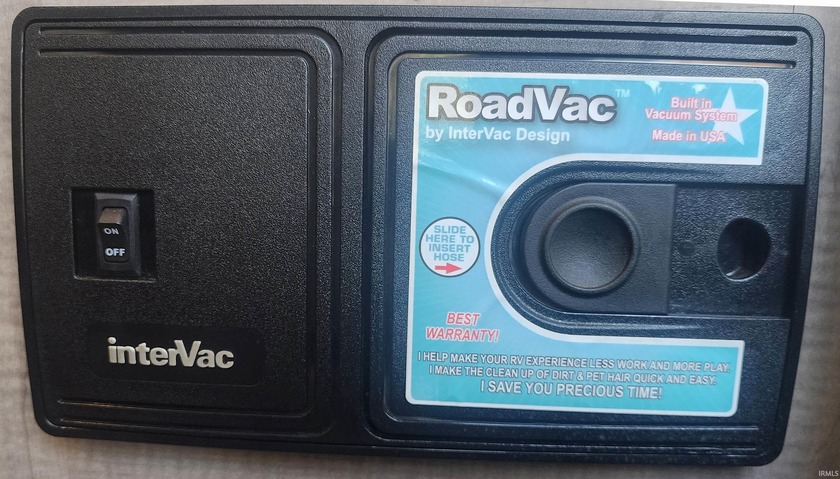 ON
OFF
interVac
RoadVac™
by InterVac Design
Built in
Vacuum System
Made in USA
SLIDE
HERE TO
INSERT
HOSE
BEST
WARRANTY!
I HELP MAKE YOUR RV EXPERIENCE LESS WORK AND MORE PLAY.
I MAKE THE CLEAN UP OF DIRT & PET HAIR QUICK AND EASY.
I SAVE YOU PRECIOUS TIME!
IRMLS